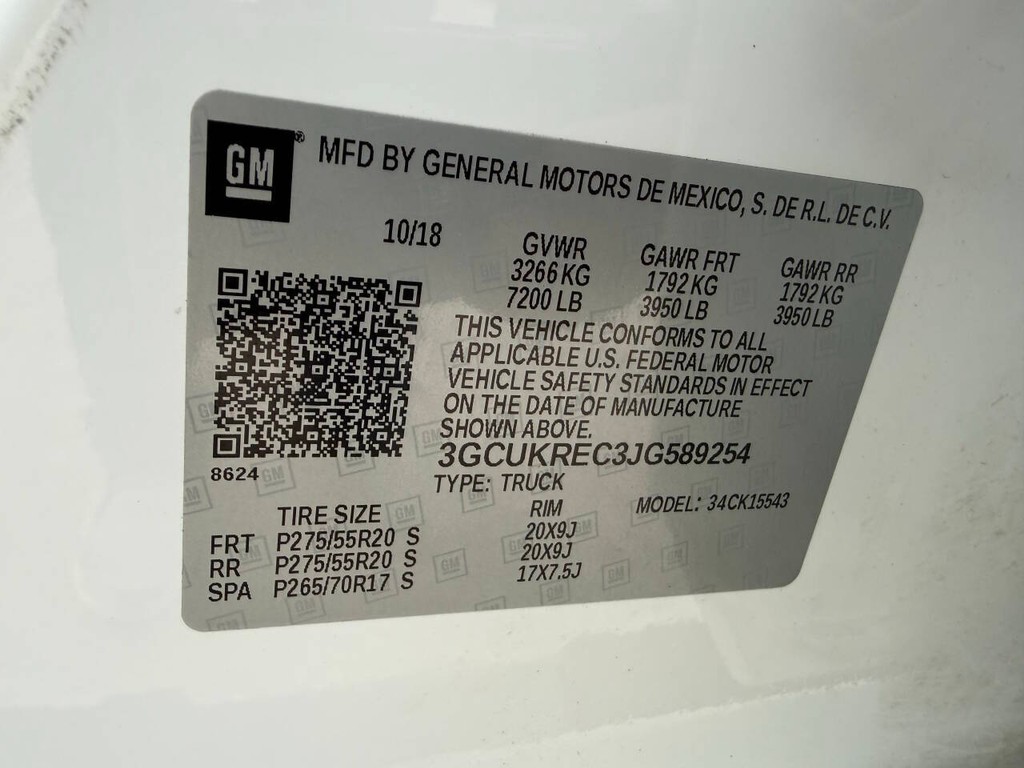 GM® MFD BY GENERAL MOTORS DE MEXICO, S. DE R.L. DE C.V.
10/18 GVWR GAWR FRT GAWR RR
3266 KG 1792 KG 1792 KG
7200 LB 3950 LB 3950 LB
THIS VEHICLE CONFORMS TO ALL
APPLICABLE U.S. FEDERAL MOTOR
VEHICLE SAFETY STANDARDS IN EFFECT
ON THE DATE OF MANUFACTURE
SHOWN ABOVE.
3GCUKREC3JG589254
8624 TYPE: TRUCK MODEL: 34CK15543
TIRE SIZE RIM
FRT P275/55R20 S 20X9J
RR P275/55R20 S 20X9J
SPA P265/70R17 S 17X7.5J